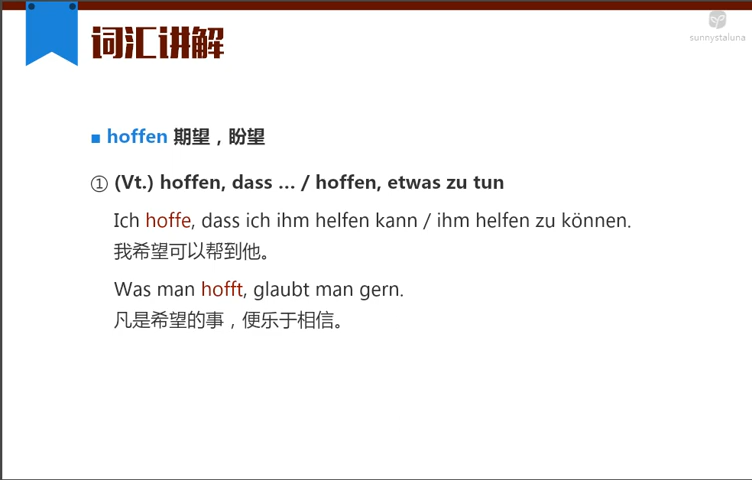 词汇讲解
sunnystaluna
▪ hoffen 期望，盼望
① (Vt.) hoffen, dass ... / hoffen, etwas zu tun
Ich hoffe, dass ich ihm helfen kann / ihm helfen zu können.
我希望可以帮到他。
Was man hofft, glaubt man gern.
凡是希望的事，便乐于相信。